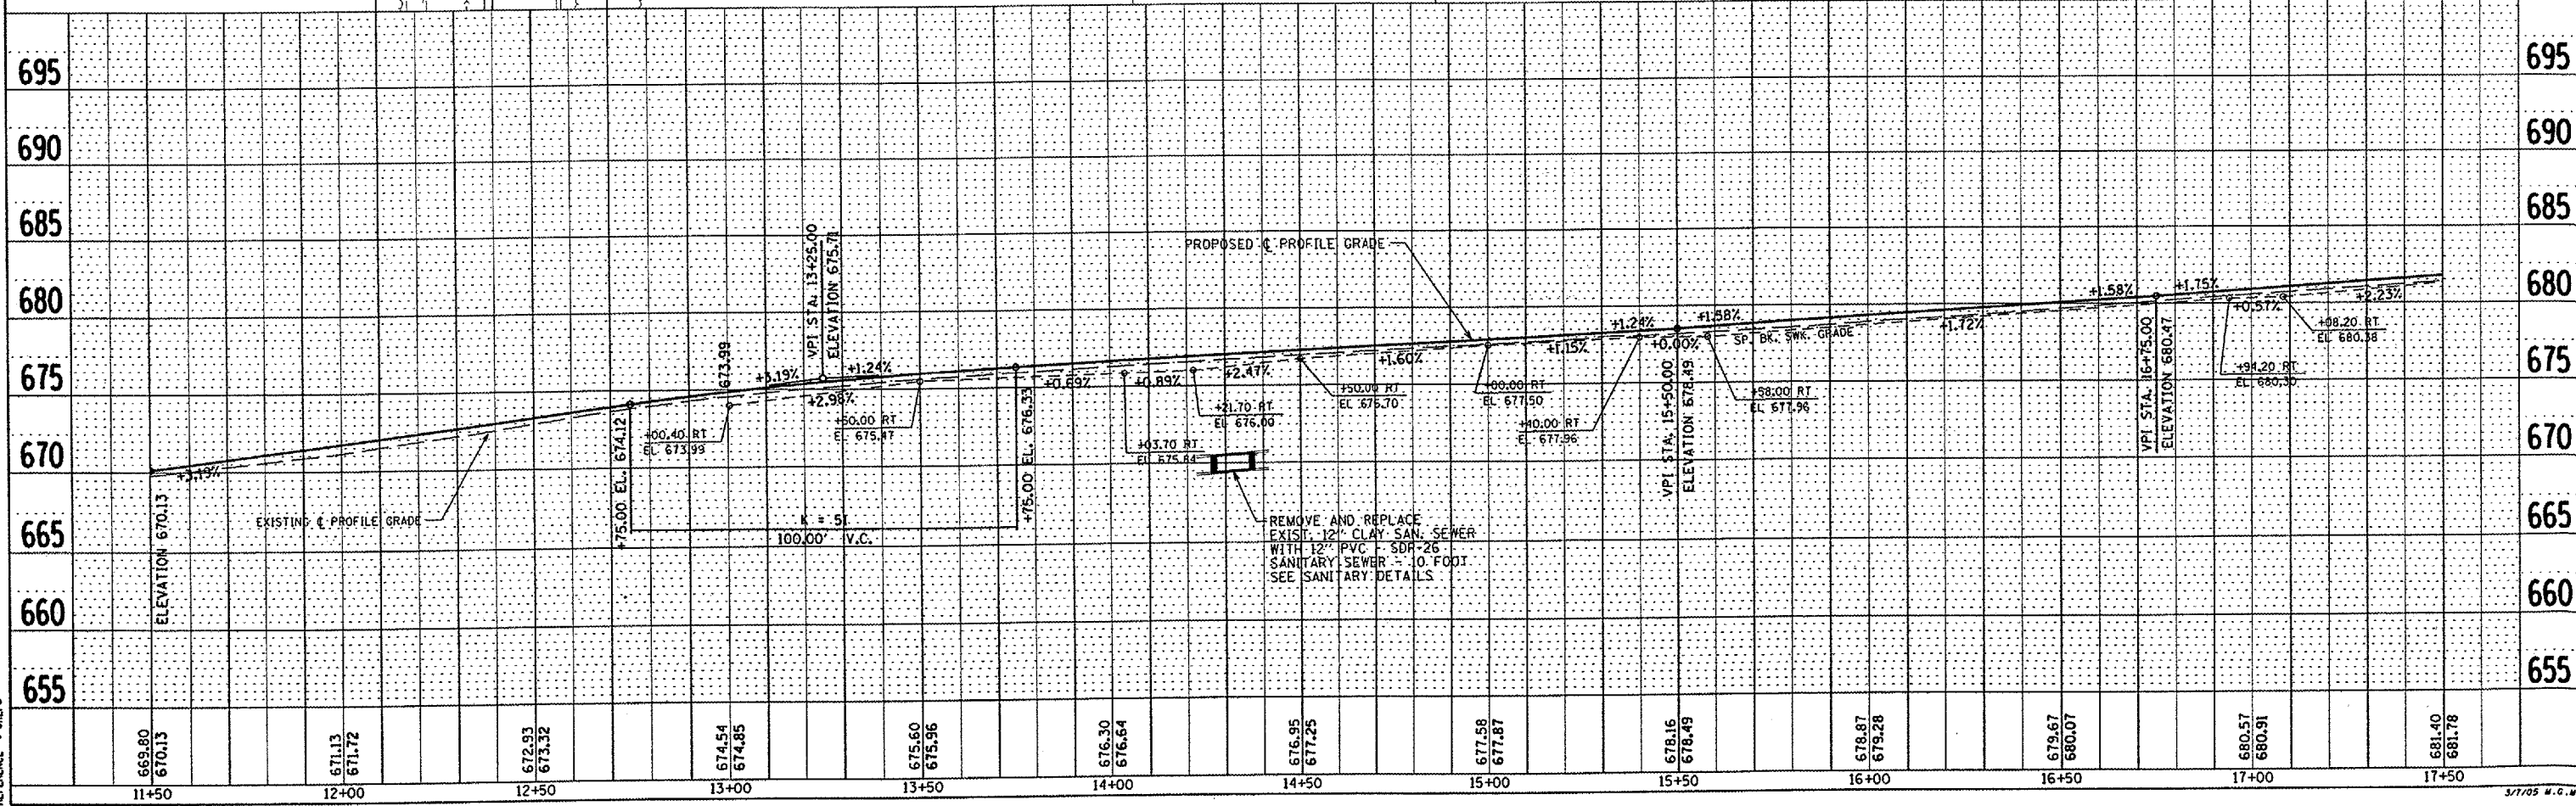 695 695
690 690
685 685
680 680
675 675
670 670
665 665
660 660
655 655
ELEVATION 670.13
+3.19%
EXISTING ℄ PROFILE GRADE
+75.00 EL. 674.12
+00.40 RT
EL 673.99
673.99
+3.19%
VPI STA. 13+25.00
ELEVATION 675.71
+1.24%
+2.96%
+50.00 RT
EL 675.47
K = 51
100.00' V.C.
+75.00 EL. 676.33
+0.69%
+0.89%
+03.70 RT
EL 675.84
+21.70 RT
EL 676.00
+2.47%
REMOVE AND REPLACE
EXIST. 12" CLAY SAN. SEWER
WITH 12" PVC - SDR-26
SANITARY SEWER - 10 FOOT
SEE SANITARY DETAILS
+50.00 RT
EL 676.70
+1.60%
PROPOSED ℄ PROFILE GRADE
+00.00 RT
EL 677.50
+1.15%
+40.00 RT
EL 677.96
+1.24%
+1.58%
+0.00%
VPI STA. 15+50.00
ELEVATION 678.49
SP. BK. SWK. GRADE
+58.00 RT
EL 677.96
+1.72%
+1.58%
+1.75%
VPI STA. 16+75.00
ELEVATION 680.47
+94.20 RT
EL 680.30
+0.57%
+08.20 RT
EL 680.38
+2.23%
669.80
670.13
671.13
671.72
672.93
673.32
674.54
674.85
675.60
675.96
676.30
676.64
676.95
677.25
677.58
677.87
678.16
678.49
678.87
679.28
679.67
680.07
680.57
680.91
681.40
681.78
11+50 12+00 12+50 13+00 13+50 14+00 14+50 15+00 15+50 16+00 16+50 17+00 17+50
3/7/05 M.G.M